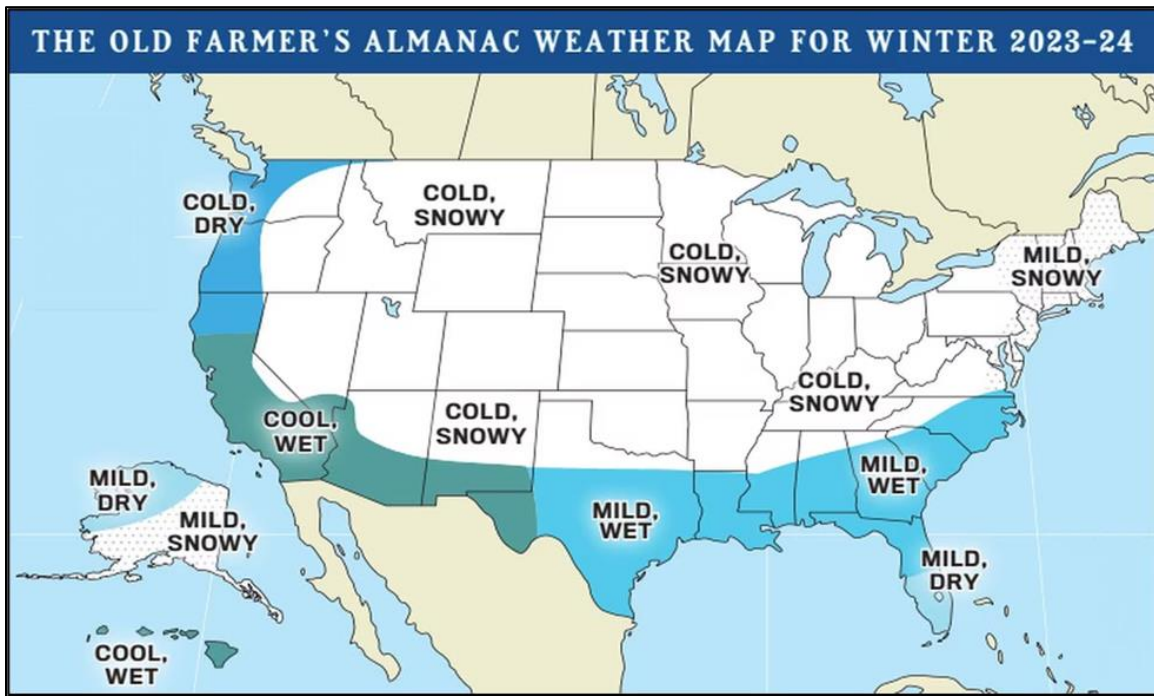 THE OLD FARMER'S ALMANAC WEATHER MAP FOR WINTER 2023-24
COLD,
DRY
COLD,
SNOWY
COLD,
SNOWY
MILD,
SNOWY
COLD,
SNOWY
COLD,
SNOWY
COOL,
WET
MILD,
WET
MILD,
DRY
MILD,
SNOWY
MILD,
WET
MILD,
DRY
COOL,
WET